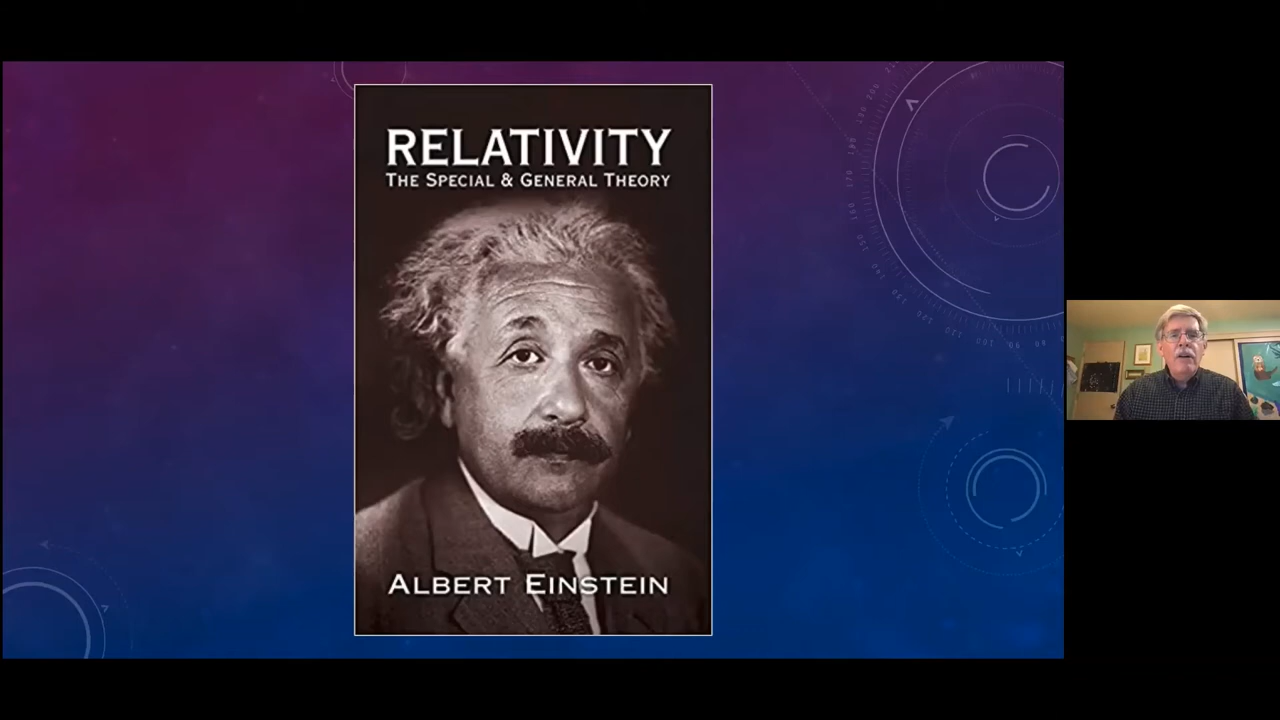 RELATIVITY
THE SPECIAL & GENERAL THEORY
ALBERT EINSTEIN